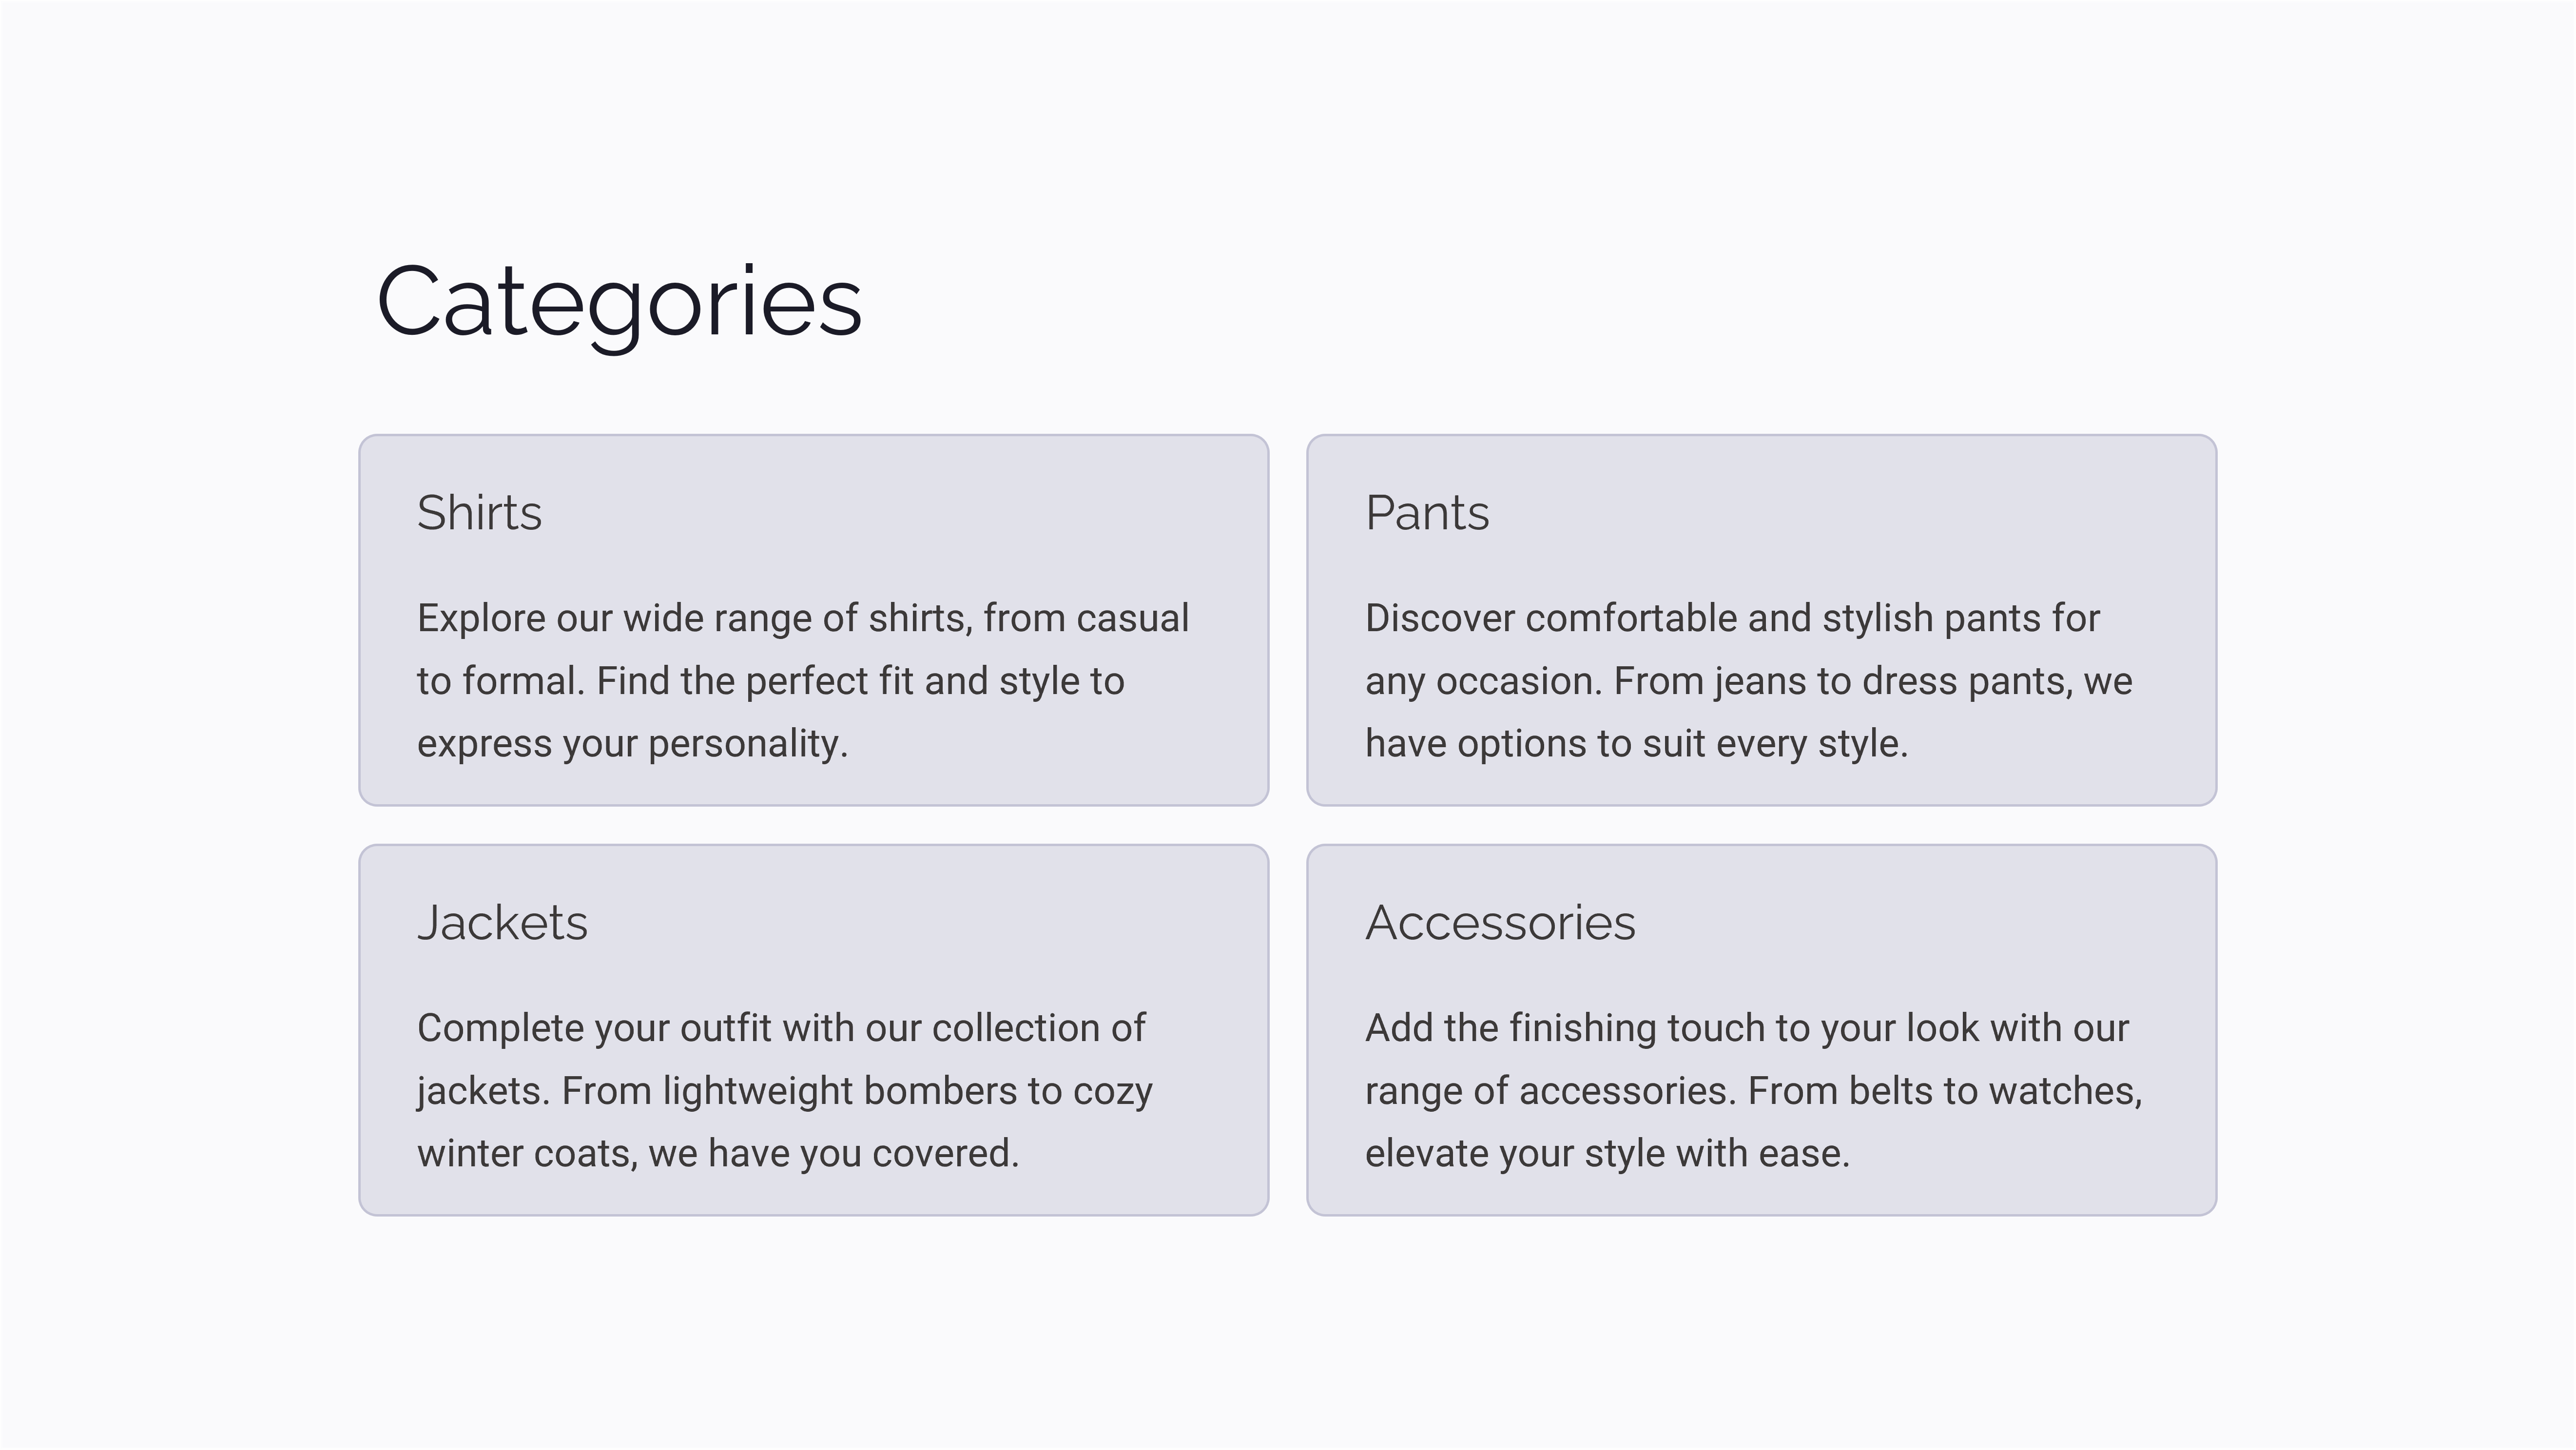 Categories
Shirts
Explore our wide range of shirts, from casual
to formal. Find the perfect fit and style to
express your personality.
Pants
Discover comfortable and stylish pants for
any occasion. From jeans to dress pants, we
have options to suit every style.
Jackets
Complete your outfit with our collection of
jackets. From lightweight bombers to cozy
winter coats, we have you covered.
Accessories
Add the finishing touch to your look with our
range of accessories. From belts to watches,
elevate your style with ease.